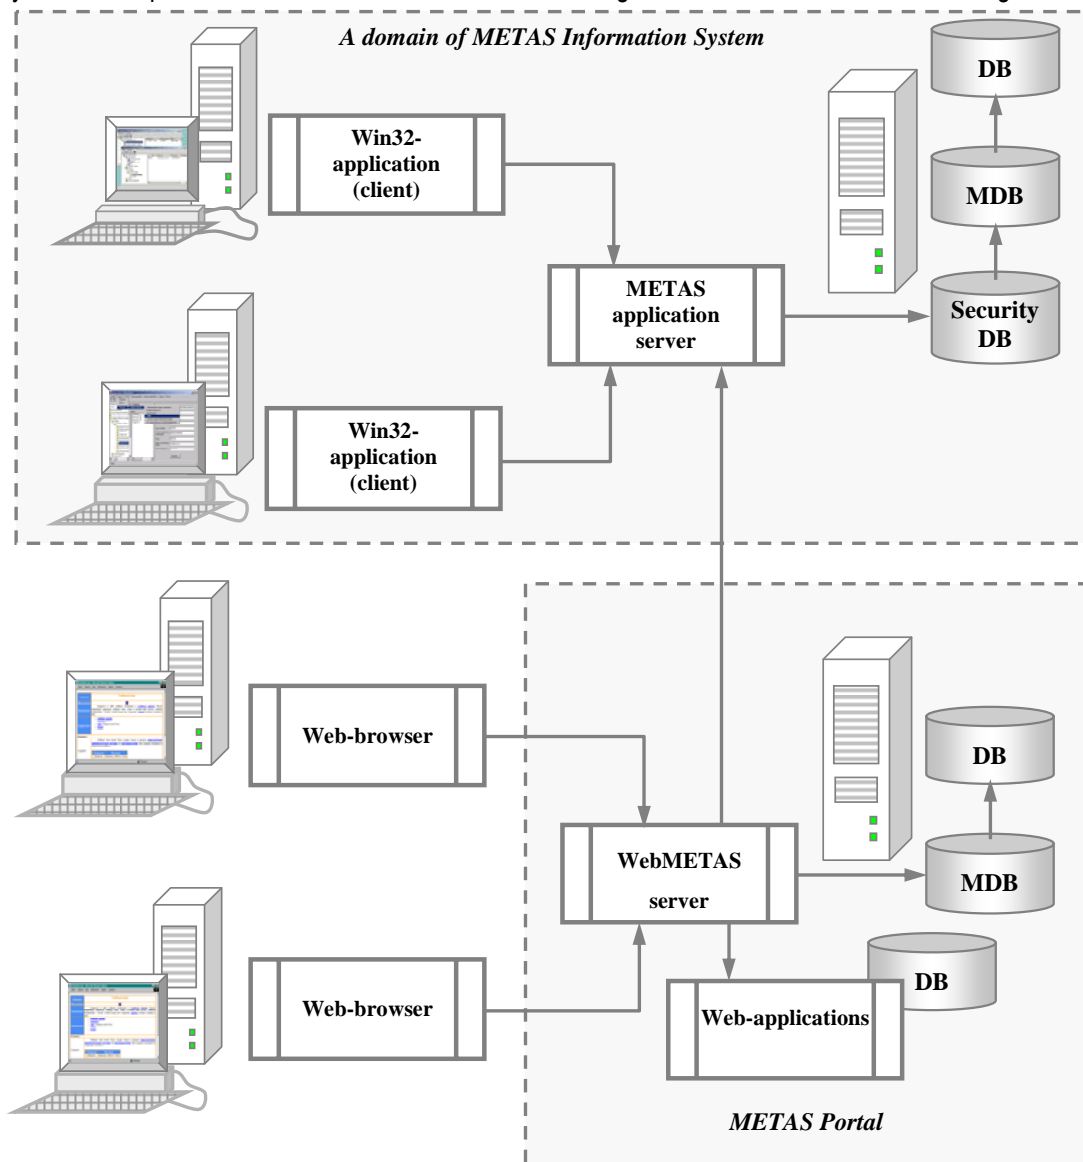 A domain of METAS Information System
DB
Win32-
application
(client)
MDB
METAS
application
server
Security
DB
Win32-
application
(client)
Web-browser
DB
WebMETAS
server
MDB
Web-browser
DB
Web-applications
METAS Portal